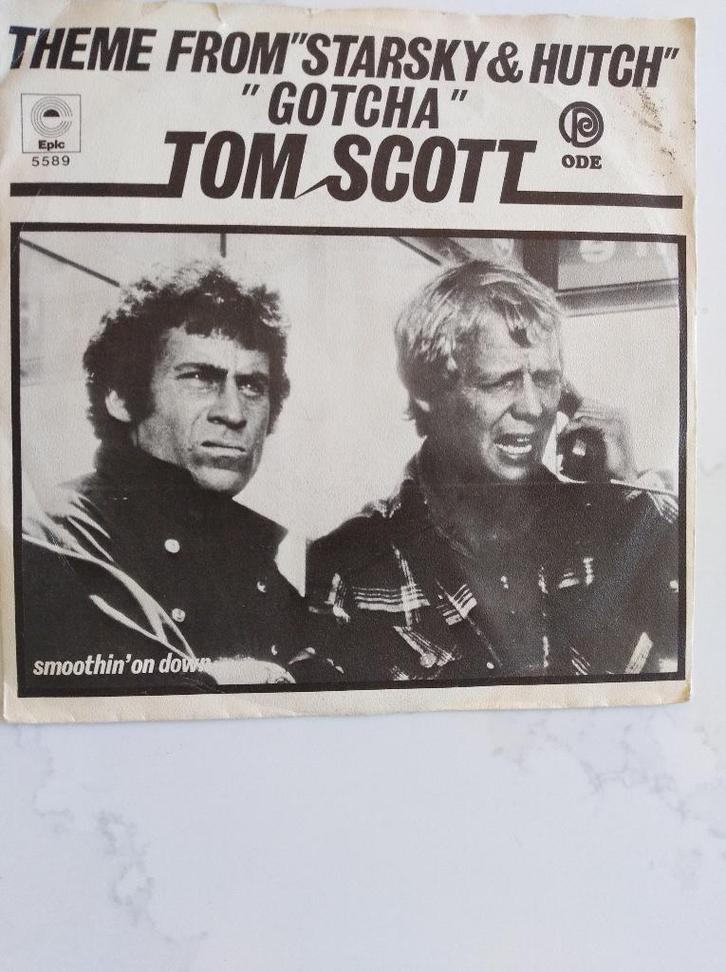 THEME FROM "STARSKY & HUTCH"
"GOTCHA"
Epic
5589
ODE
TOM SCOTT
smoothin' on down